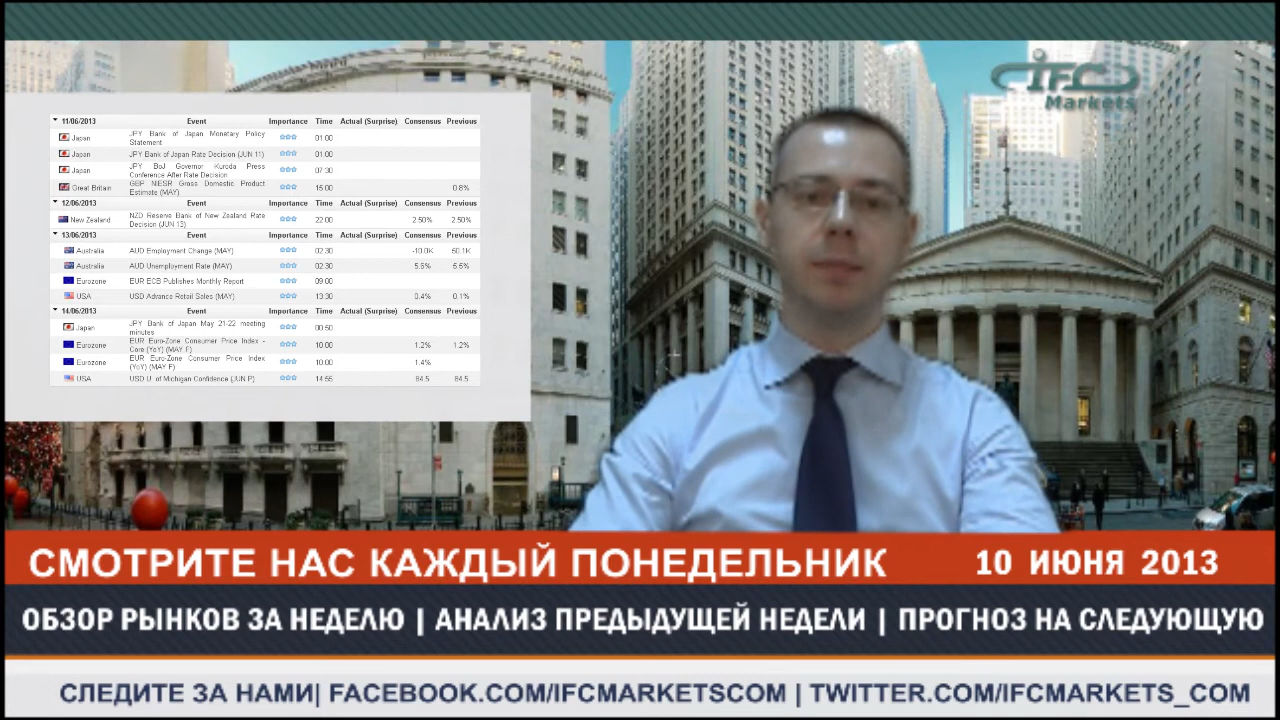 IFC
Markets
11/06/2013 Event Importance Time Actual (Surprise) Consensus Previous
Japan JPY Bank of Japan Monetary Policy Statement 01:00
Japan JPY Bank of Japan Rate Decision (JUN 11) 01:00
Japan JPY BoJ Governor Kuroda Press Conference After Rate Decision 07:30
Great Britain GBP NIESR Gross Domestic Product Estimate (MAY) 15:00 0.8%
12/06/2013 Event Importance Time Actual (Surprise) Consensus Previous
New Zealand NZD Reserve Bank of New Zealand Rate Decision (JUN 13) 22:00 2.50% 2.50%
13/06/2013 Event Importance Time Actual (Surprise) Consensus Previous
Australia AUD Employment Change (MAY) 02:30 -10.0K 50.1K
Australia AUD Unemployment Rate (MAY) 02:30 5.6% 5.5%
Eurozone EUR ECB Publishes Monthly Report 09:00
USA USD Advance Retail Sales (MAY) 13:30 0.4% 0.1%
14/06/2013 Event Importance Time Actual (Surprise) Consensus Previous
Japan JPY Bank of Japan May 21-22 meeting minutes 00:50
Eurozone EUR Euro-Zone Consumer Price Index - Core (YoY) (MAY F) 10:00 1.2% 1.2%
Eurozone EUR Euro-Zone Consumer Price Index (YoY) (MAY F) 10:00 1.4%
USA USD U. of Michigan Confidence (JUN P) 14:55 84.5 84.5
СМОТРИТЕ НАС КАЖДЫЙ ПОНЕДЕЛЬНИК 10 ИЮНЯ 2013
ОБЗОР РЫНКОВ ЗА НЕДЕЛЮ | АНАЛИЗ ПРЕДЫДУЩЕЙ НЕДЕЛИ | ПРОГНОЗ НА СЛЕДУЮЩУЮ
СЛЕДИТЕ ЗА НАМИ| FACEBOOK.COM/IFCMARKETSCOM | TWITTER.COM/IFCMARKETS_COM